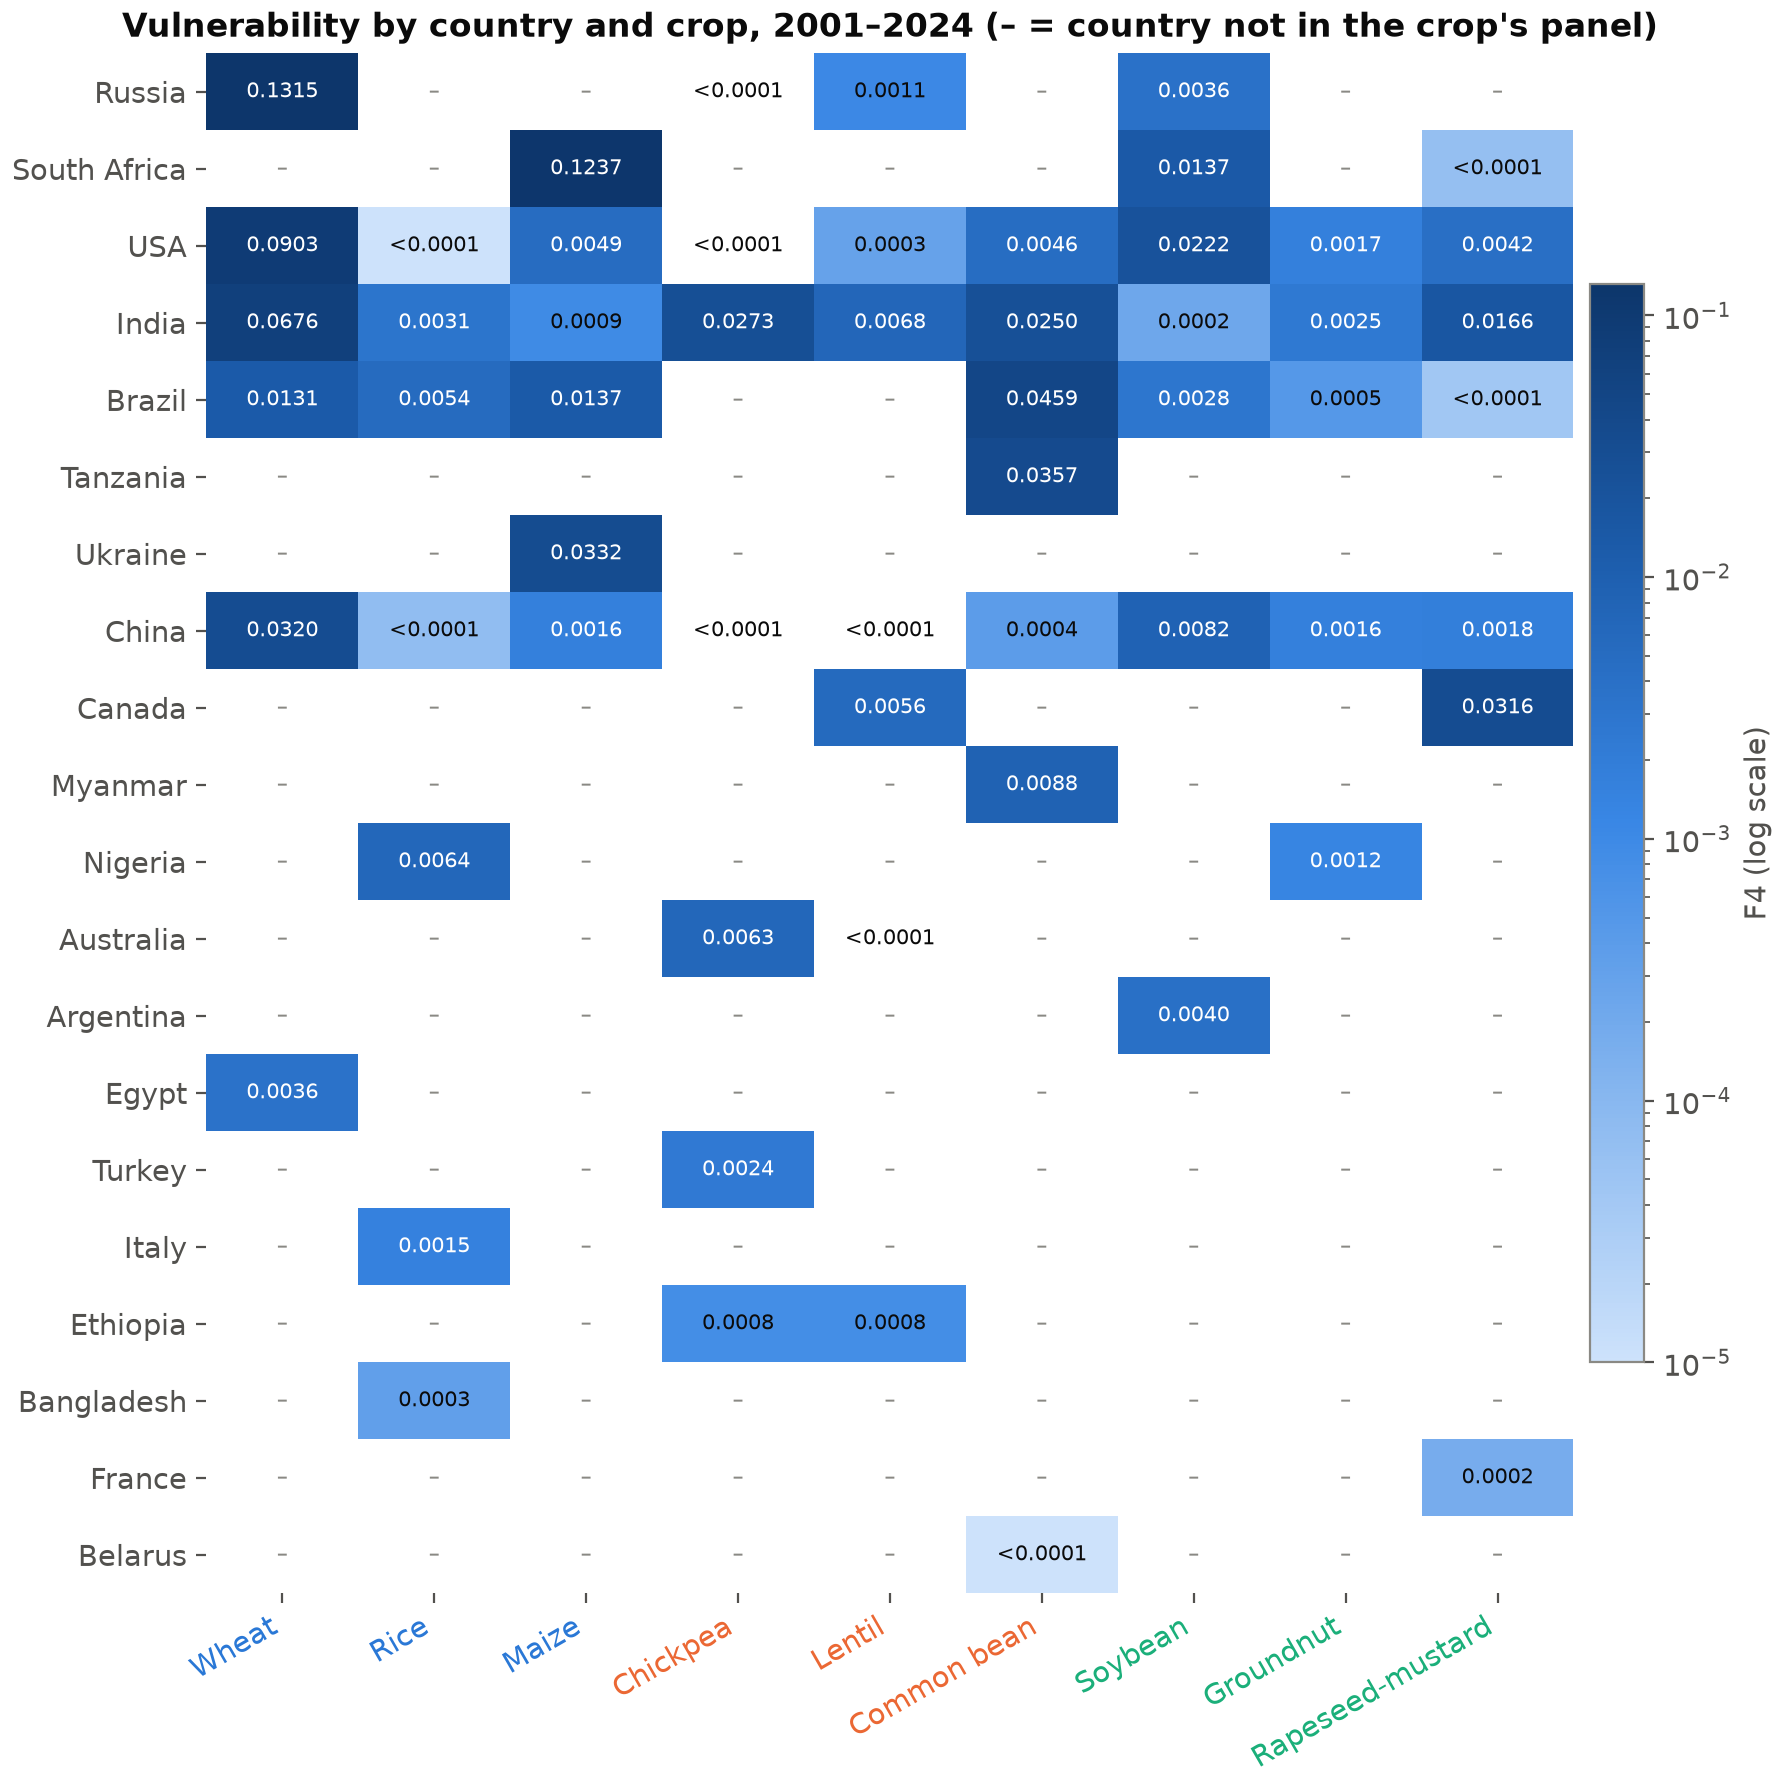 Vulnerability by country and crop, 2001–2024 (– = country not in the crop's panel)
Russia 0.1315 – – <0.0001 0.0011 – 0.0036 – –
South Africa – – 0.1237 – – – 0.0137 – <0.0001
USA 0.0903 <0.0001 0.0049 <0.0001 0.0003 0.0046 0.0222 0.0017 0.0042
India 0.0676 0.0031 0.0009 0.0273 0.0068 0.0250 0.0002 0.0025 0.0166
Brazil 0.0131 0.0054 0.0137 – – 0.0459 0.0028 0.0005 <0.0001
Tanzania – – – – – 0.0357 – – –
Ukraine – – 0.0332 – – – – – –
China 0.0320 <0.0001 0.0016 <0.0001 <0.0001 0.0004 0.0082 0.0016 0.0018
Canada – – – – 0.0056 – – – 0.0316
Myanmar – – – – – 0.0088 – – –
Nigeria – 0.0064 – – – – – 0.0012 –
Australia – – – 0.0063 <0.0001 – – – –
Argentina – – – – – – 0.0040 – –
Egypt 0.0036 – – – – – – – –
Turkey – – – 0.0024 – – – – –
Italy – 0.0015 – – – – – – –
Ethiopia – – – 0.0008 0.0008 – – – –
Bangladesh – 0.0003 – – – – – – –
France – – – – – – – – 0.0002
Belarus – – – – – <0.0001 – – –
Wheat Rice Maize Chickpea Lentil Common bean Soybean Groundnut Rapeseed-mustard
10⁻¹
10⁻²
10⁻³
10⁻⁴
10⁻⁵
F4 (log scale)